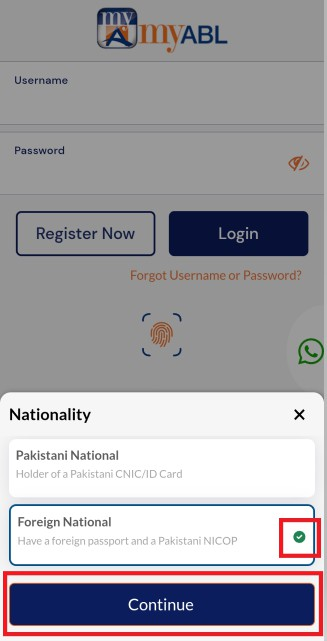 my
myABL
Username
Password
Register Now
Login
Forgot Username or Password?
Nationality
Pakistani National
Holder of a Pakistani CNIC/ID Card
Foreign National
Have a foreign passport and a Pakistani NICOP
Continue